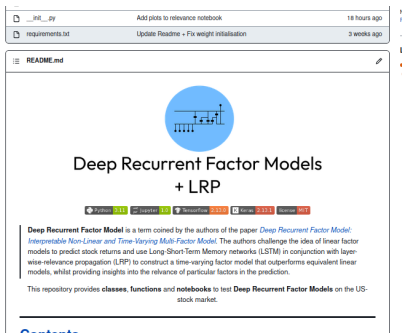 __init__.py Add plots to relevance notebook 18 hours ago
requirements.txt Update Readme + Fix weight initialisation 3 weeks ago
README.md
Deep Recurrent Factor Models
+ LRP
Python 3.11 Jupyter 1.0 TensorFlow 2.13.0 Keras 2.13.1 license MIT
Deep Recurrent Factor Model is a term coined by the authors of the paper Deep Recurrent Factor Model:
Interpretable Non-Linear and Time-Varying Multi-Factor Model. The authors challenge the idea of linear factor
models to predict stock returns and use Long-Short-Term Memory networks (LSTM) in conjunction with layer-
wise-relevance propagation (LRP) to construct a time-varying factor model that outperforms equivalent linear
models, whilst providing insights into the relvance of particular factors in the prediction.
This repository provides classes, functions and notebooks to test Deep Recurrent Factor Models on the US-
stock market.
Contents